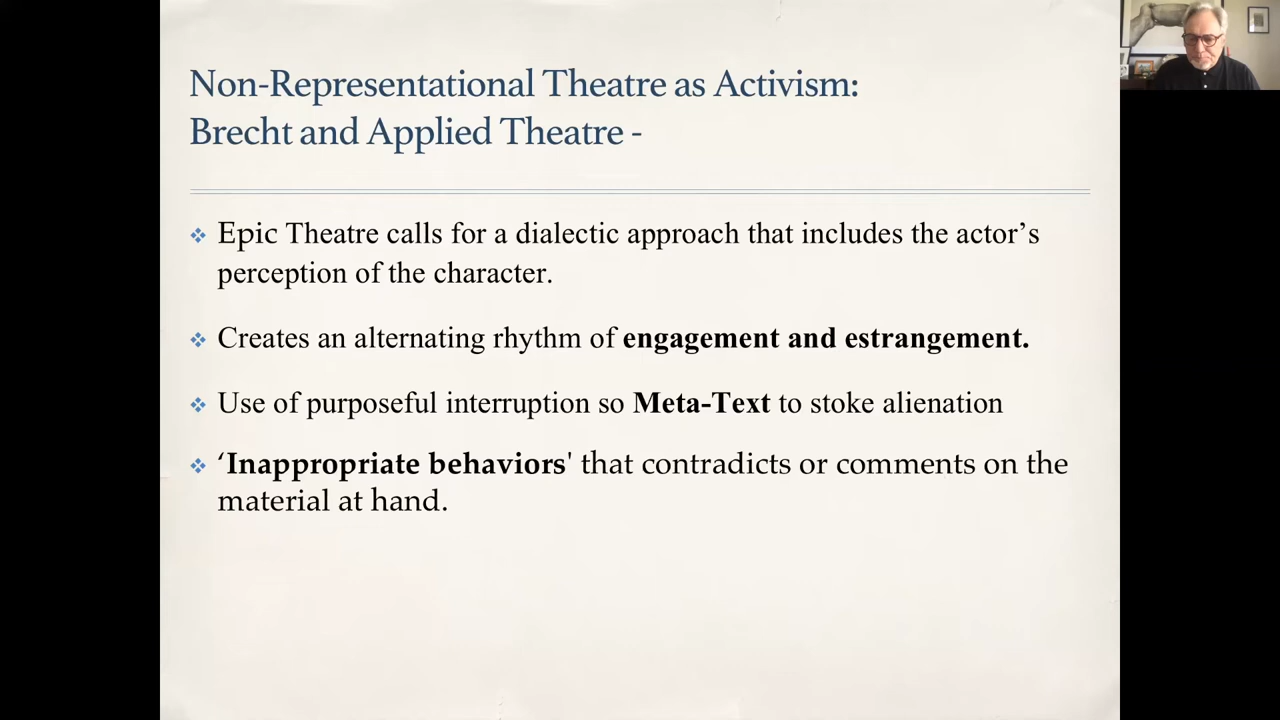 Non-Representational Theatre as Activism:
Brecht and Applied Theatre -
Epic Theatre calls for a dialectic approach that includes the actor’s
perception of the character.
Creates an alternating rhythm of engagement and estrangement.
Use of purposeful interruption so Meta-Text to stoke alienation
‘Inappropriate behaviors' that contradicts or comments on the
material at hand.